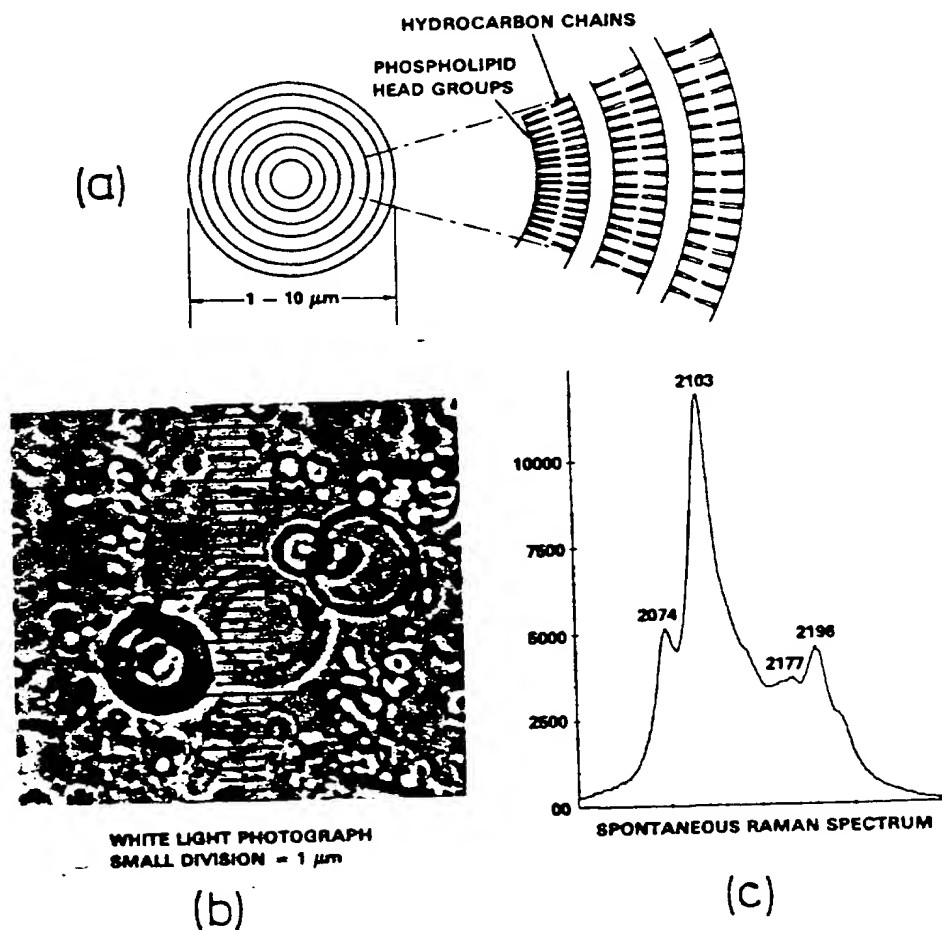 HYDROCARBON CHAINS
PHOSPHOLIPID
HEAD GROUPS
(a)
1 – 10 μm
2103
10000
7500
2074
5000
2196
2177
2500
00
SPONTANEOUS RAMAN SPECTRUM
WHITE LIGHT PHOTOGRAPH
SMALL DIVISION = 1 μm
(b)
(c)